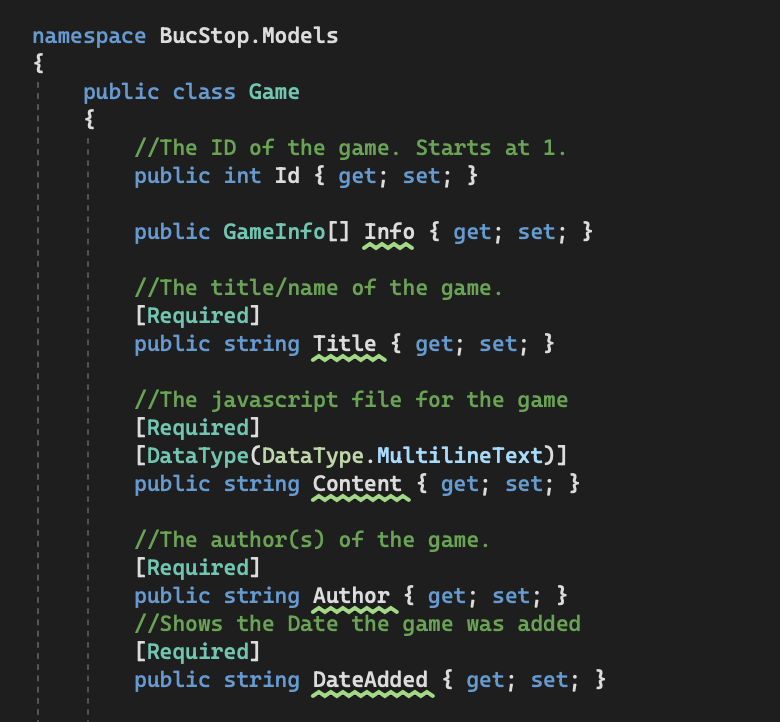 namespace BucStop.Models
{
public class Game
{
//The ID of the game. Starts at 1.
public int Id { get; set; }
public GameInfo[] Info { get; set; }
//The title/name of the game.
[Required]
public string Title { get; set; }
//The javascript file for the game
[Required]
[DataType(DataType.MultilineText)]
public string Content { get; set; }
//The author(s) of the game.
[Required]
public string Author { get; set; }
//Shows the Date the game was added
[Required]
public string DateAdded { get; set; }